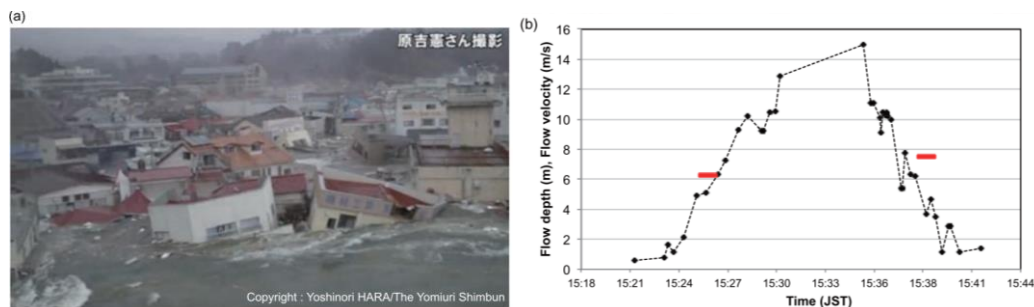 (a)
原吉憲さん撮影
Copyright : Yoshinori HARA/The Yomiuri Shimbun
(b)
Flow depth (m), Flow velocity (m/s)
16
14
12
10
8
6
4
2
0
15:18 15:21 15:24 15:27 15:30 15:33 15:36 15:39 15:42 15:44
Time (JST)